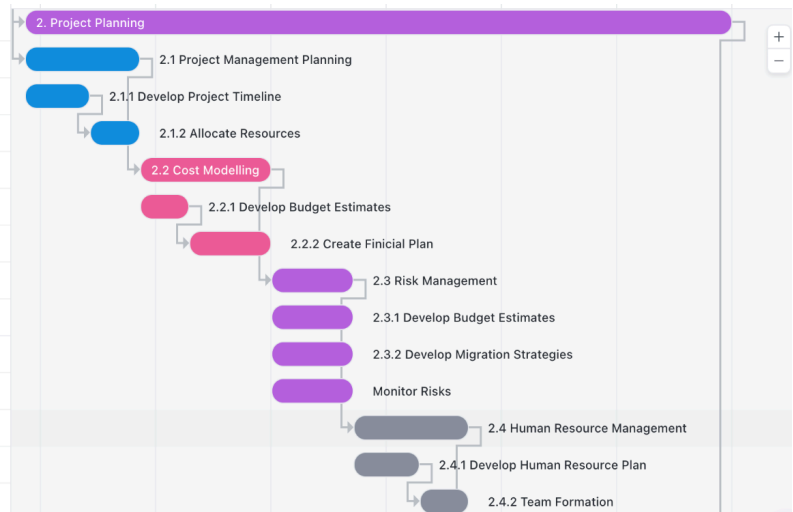 2. Project Planning
2.1 Project Management Planning
2.1.1 Develop Project Timeline
2.1.2 Allocate Resources
2.2 Cost Modelling
2.2.1 Develop Budget Estimates
2.2.2 Create Finicial Plan
2.3 Risk Management
2.3.1 Develop Budget Estimates
2.3.2 Develop Migration Strategies
Monitor Risks
2.4 Human Resource Management
2.4.1 Develop Human Resource Plan
2.4.2 Team Formation